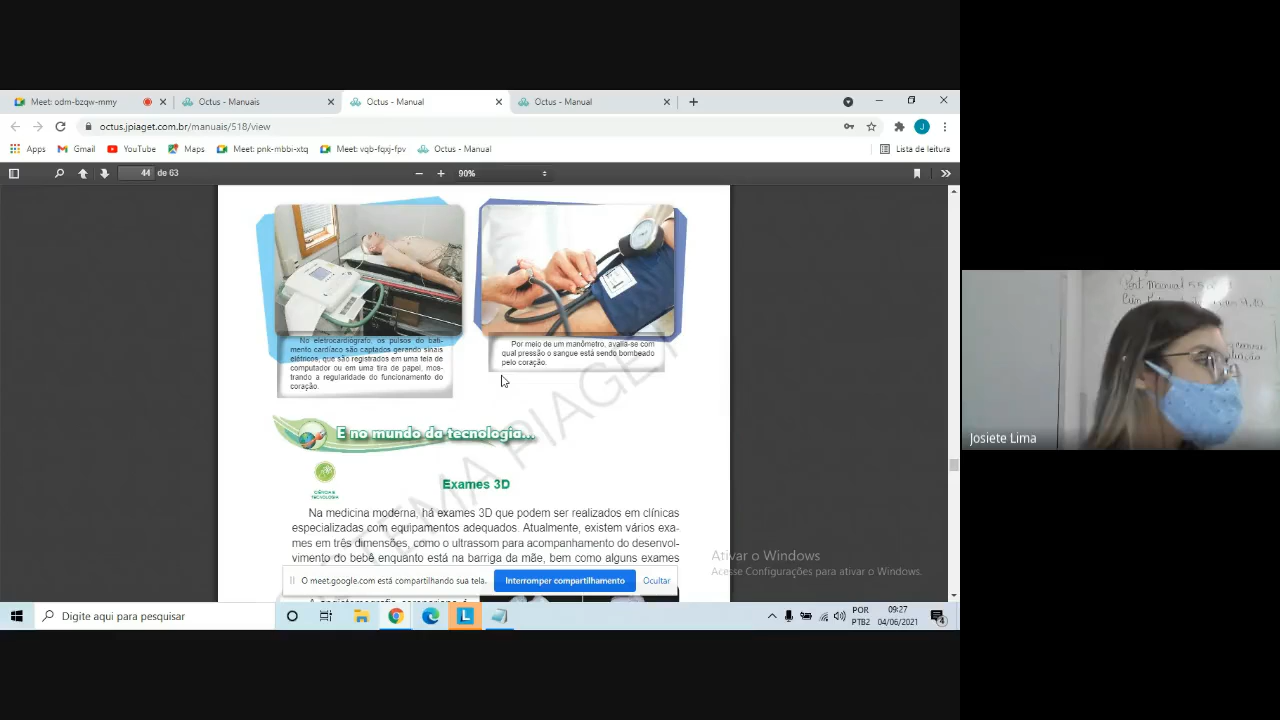 Meet: odm-bzqw-mmy
Octus - Manuais
Octus - Manual
Octus - Manual
octus.jpiaget.com.br/manuais/518/view
Apps
Gmail
YouTube
Maps
Meet: pnk-mbbi-xtq
Meet: vqb-fqxj-fpv
Octus - Manual
Lista de leitura
44 de 63
90%
No eletrocardiógrafo, os pulsos do bati-
mento cardíaco são captados gerando sinais
elétricos, que são registrados em uma tela de
computador ou em uma tira de papel, mos-
trando a regularidade do funcionamento do
coração.
Por meio de um manômetro, avalia-se com
qual pressão o sangue está sendo bombeado
pelo coração.
E no mundo da tecnologia...
CIÊNCIA E
TECNOLOGIA
Exames 3D
Na medicina moderna, há exames 3D que podem ser realizados em clínicas
especializadas com equipamentos adequados. Atualmente, existem vários exa-
mes em três dimensões, como o ultrassom para acompanhamento do desenvol-
vimento do bebê enquanto está na barriga da mãe, bem como alguns exames
TEMA PIAGET
Ativar o Windows
Acesse Configurações para ativar o Windows.
O meet.google.com está compartilhando sua tela.
Interromper compartilhamento
Ocultar
Digite aqui para pesquisar
POR
PTB2
09:27
04/06/2021
4
Josiete Lima